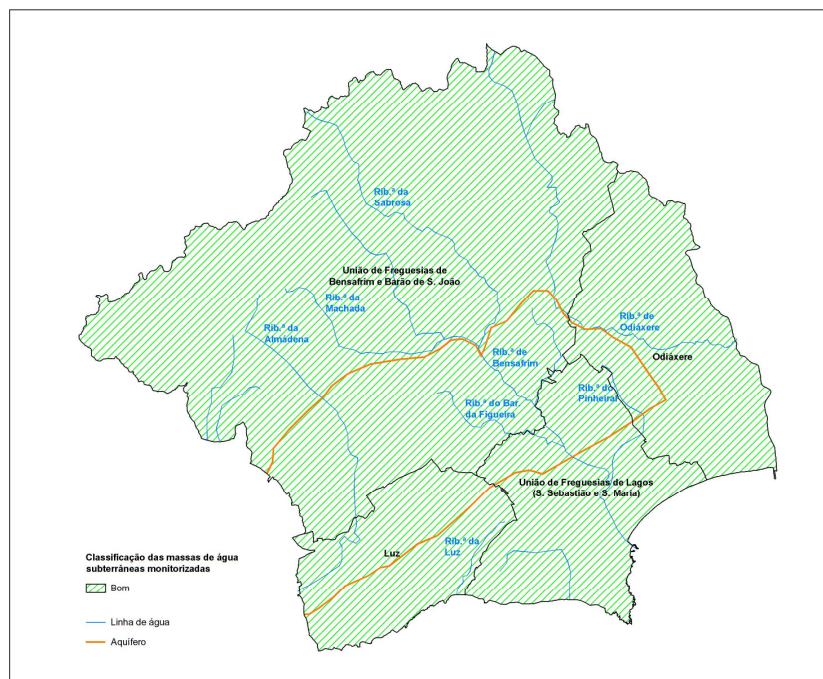 Rib.ª da
Sabrosa
União de Freguesias de
Bensafrim e Barão de S. João
Rib.ª da
Machada
Rib.ª da
Almadena
Rib.ª de
Odiáxere
Odiáxere
Rib.ª de
Bensafrim
Rib.ª do
Pinheiral
Rib.ª do Bar.
da Figueira
União de Freguesias de Lagos
(S. Sebastião e S. Maria)
Rib.ª da
Luz
Luz
Classificação das massas de água
subterrâneas monitorizadas
Bom
Linha de água
Aquífero